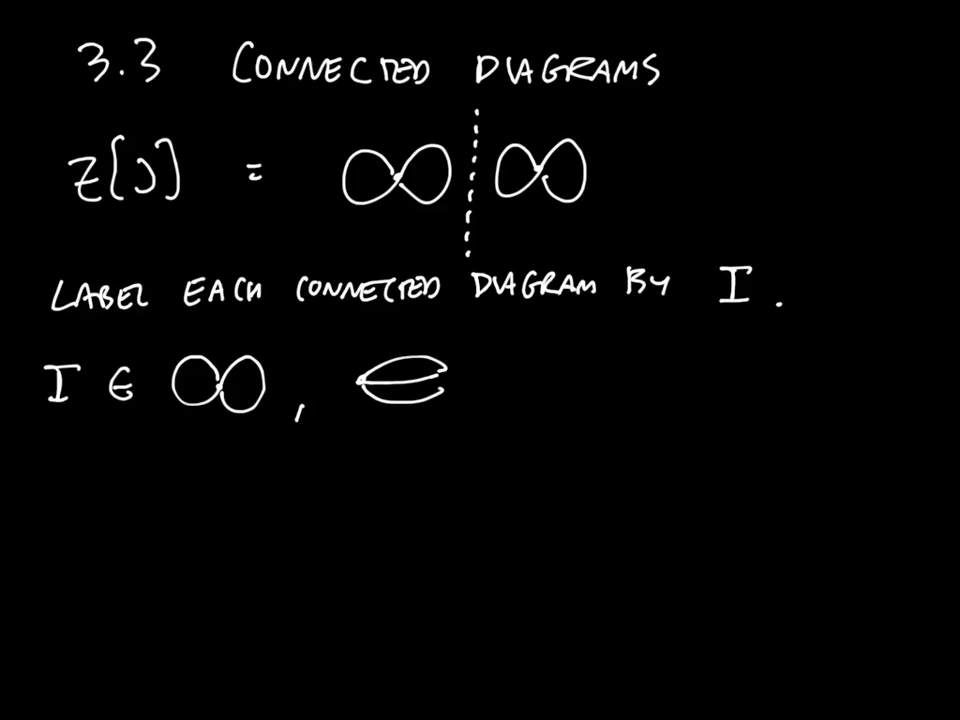 3.3 CONNECTED DIAGRAMS
Z[J] =
LABEL EACH CONNECTED DIAGRAM BY I.
I ∈ ,